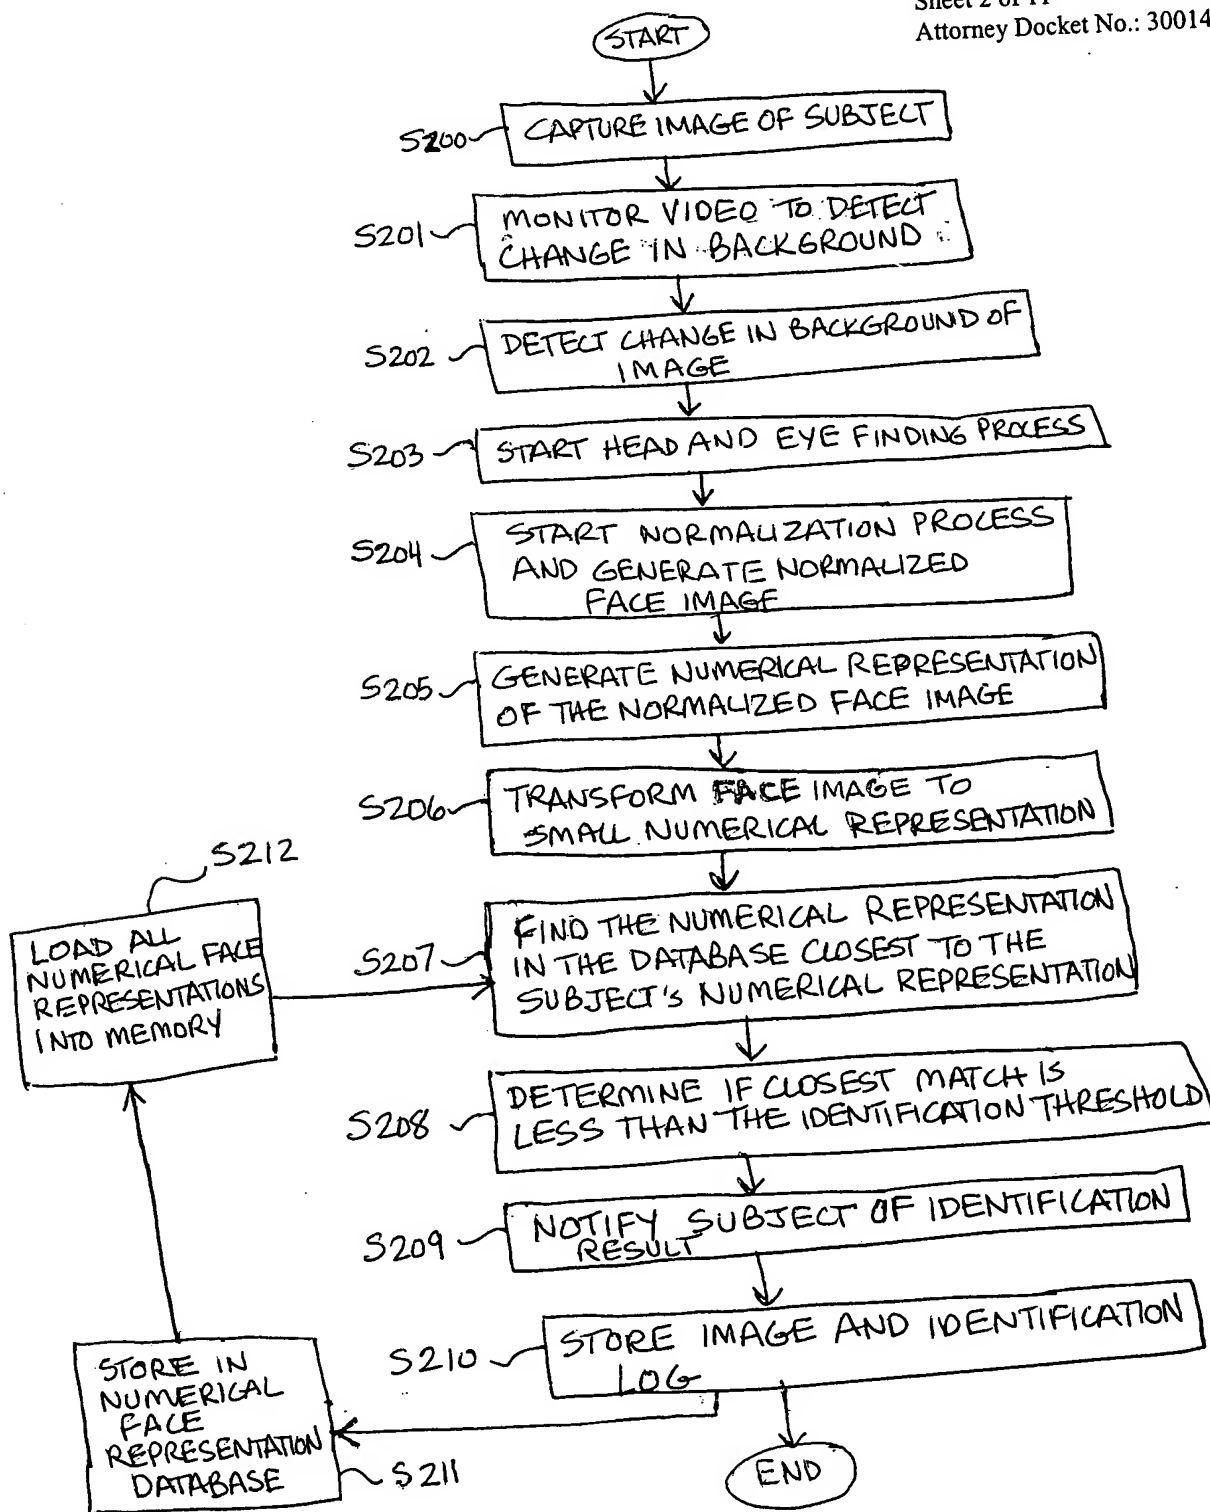 Sheet 2 of 11
Attorney Docket No.: 30014
START
S200
CAPTURE IMAGE OF SUBJECT
S201
MONITOR VIDEO TO DETECT
CHANGE IN BACKGROUND
S202
DETECT CHANGE IN BACKGROUND OF
IMAGE
S203
START HEAD AND EYE FINDING PROCESS
S204
START NORMALIZATION PROCESS
AND GENERATE NORMALIZED
FACE IMAGE
S205
GENERATE NUMERICAL REPRESENTATION
OF THE NORMALIZED FACE IMAGE
S206
TRANSFORM FACE IMAGE TO
SMALL NUMERICAL REPRESENTATION
S212
LOAD ALL
NUMERICAL FACE
REPRESENTATIONS
INTO MEMORY
S207
FIND THE NUMERICAL REPRESENTATION
IN THE DATABASE CLOSEST TO THE
SUBJECT'S NUMERICAL REPRESENTATION
S208
DETERMINE IF CLOSEST MATCH IS
LESS THAN THE IDENTIFICATION THRESHOLD
S209
NOTIFY SUBJECT OF IDENTIFICATION
RESULT
S210
STORE IMAGE AND IDENTIFICATION
LOG
STORE IN
NUMERICAL
FACE
REPRESENTATION
DATABASE
S211
END